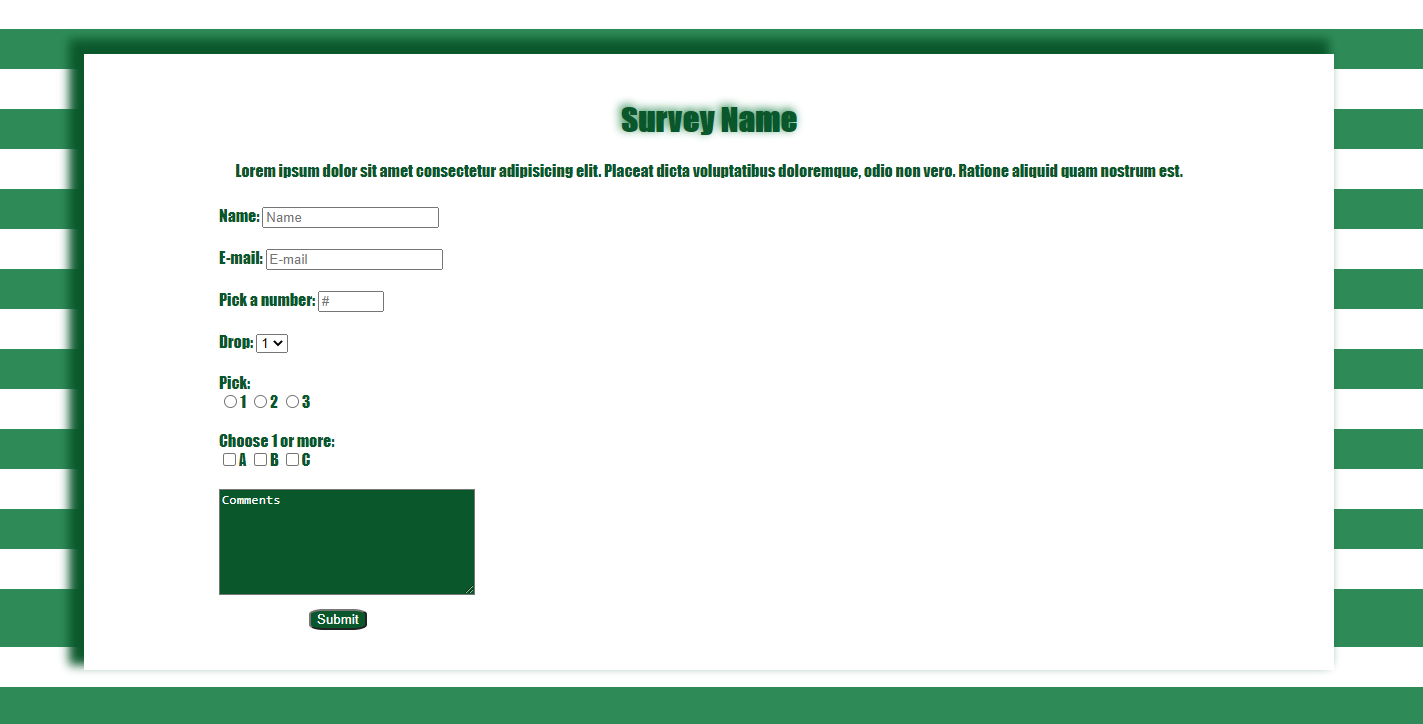 Survey Name
Lorem ipsum dolor sit amet consectetur adipisicing elit. Placeat dicta voluptatibus doloremque, odio non vero. Ratione aliquid quam nostrum est.
Name: Name
E-mail: E-mail
Pick a number: #
Drop: 1
Pick:
1 2 3
Choose 1 or more:
A B C
Comments
Submit